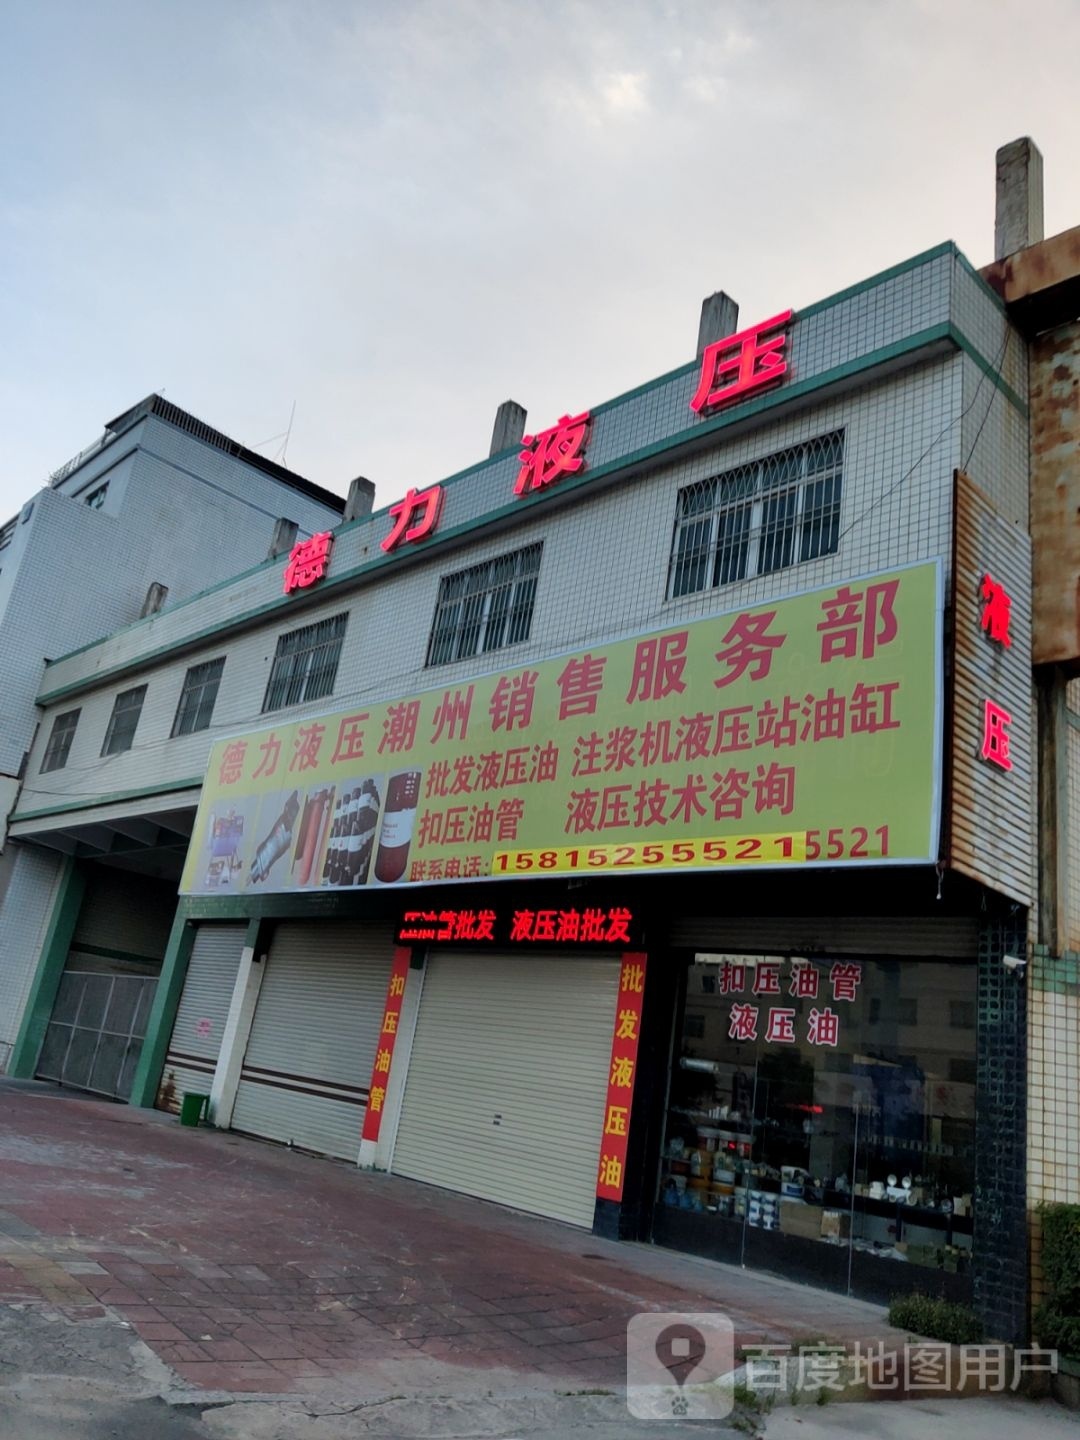 德力液压
德力液压潮州销售服务部
批发液压油 注浆机液压站油缸
扣压油管 液压技术咨询
联系电话:15815255521 5521
液压
压油管批发 液压油批发
扣压油管
批发液压油
扣压油管
液压油
百度地图用户